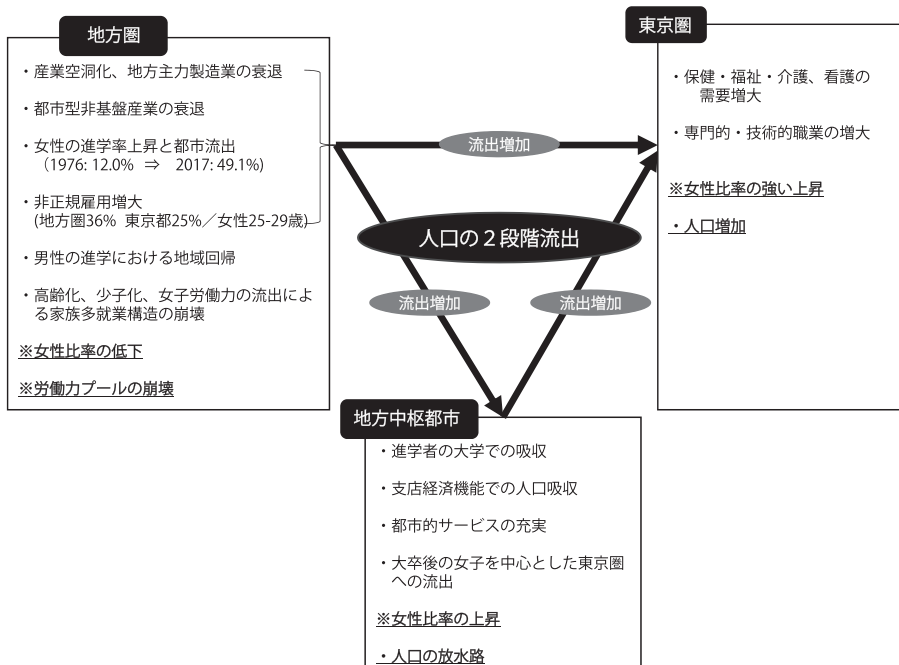 地方圏
・産業空洞化、地方主力製造業の衰退
・都市型非基盤産業の衰退
・女性の進学率上昇と都市流出
（1976: 12.0% ⇒ 2017: 49.1%)
・非正規雇用増大
(地方圏36% 東京都25%／女性25-29歳)
・男性の進学における地域回帰
・高齢化、少子化、女子労働力の流出によ
る家族多就業構造の崩壊
※女性比率の低下
※労働力プールの崩壊
東京圏
・保健・福祉・介護、看護の
需要増大
・専門的・技術的職業の増大
※女性比率の強い上昇
・人口増加
流出増加
人口の２段階流出
流出増加
流出増加
地方中枢都市
・進学者の大学での吸収
・支店経済機能での人口吸収
・都市的サービスの充実
・大卒後の女子を中心とした東京圏
への流出
※女性比率の上昇
・人口の放水路